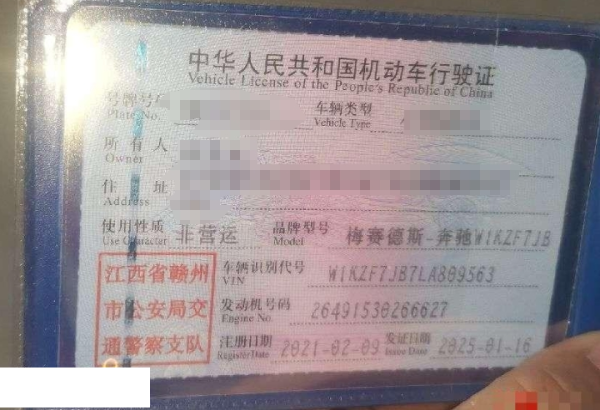 中华人民共和国机动车行驶证
Vehicle License of the People's Republic of China
号牌号码 车辆类型
Plate No. Vehicle Type
所有人
Owner
住址
Address
使用性质 非营运 品牌型号 梅赛德斯-奔驰W1KZF7JB
Use Character Model
江西省赣州
市公安局交
通警察支队
车辆识别代号 W1KZF7JB7LA809563
VIN
发动机号码 26491530266627
Engine No.
注册日期 2021-02-09 发证日期 2025-01-16
Register Date Issue Date